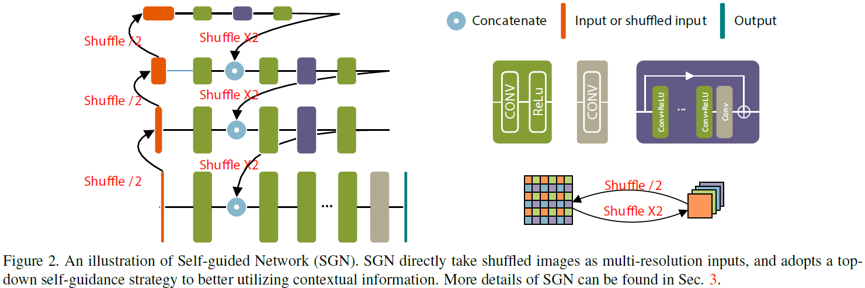 Shuffle /2
Shuffle X2
Shuffle /2
Shuffle X2
Shuffle /2
Shuffle X2
...
Concatenate
Input or shuffled input
Output
CONV
ReLu
CONV
Conv+ReLU
...
Conv+ReLU
Conv
Shuffle /2
Shuffle X2
Figure 2. An illustration of Self-guided Network (SGN). SGN directly take shuffled images as multi-resolution inputs, and adopts a top-
down self-guidance strategy to better utilizing contextual information. More details of SGN can be found in Sec. 3.